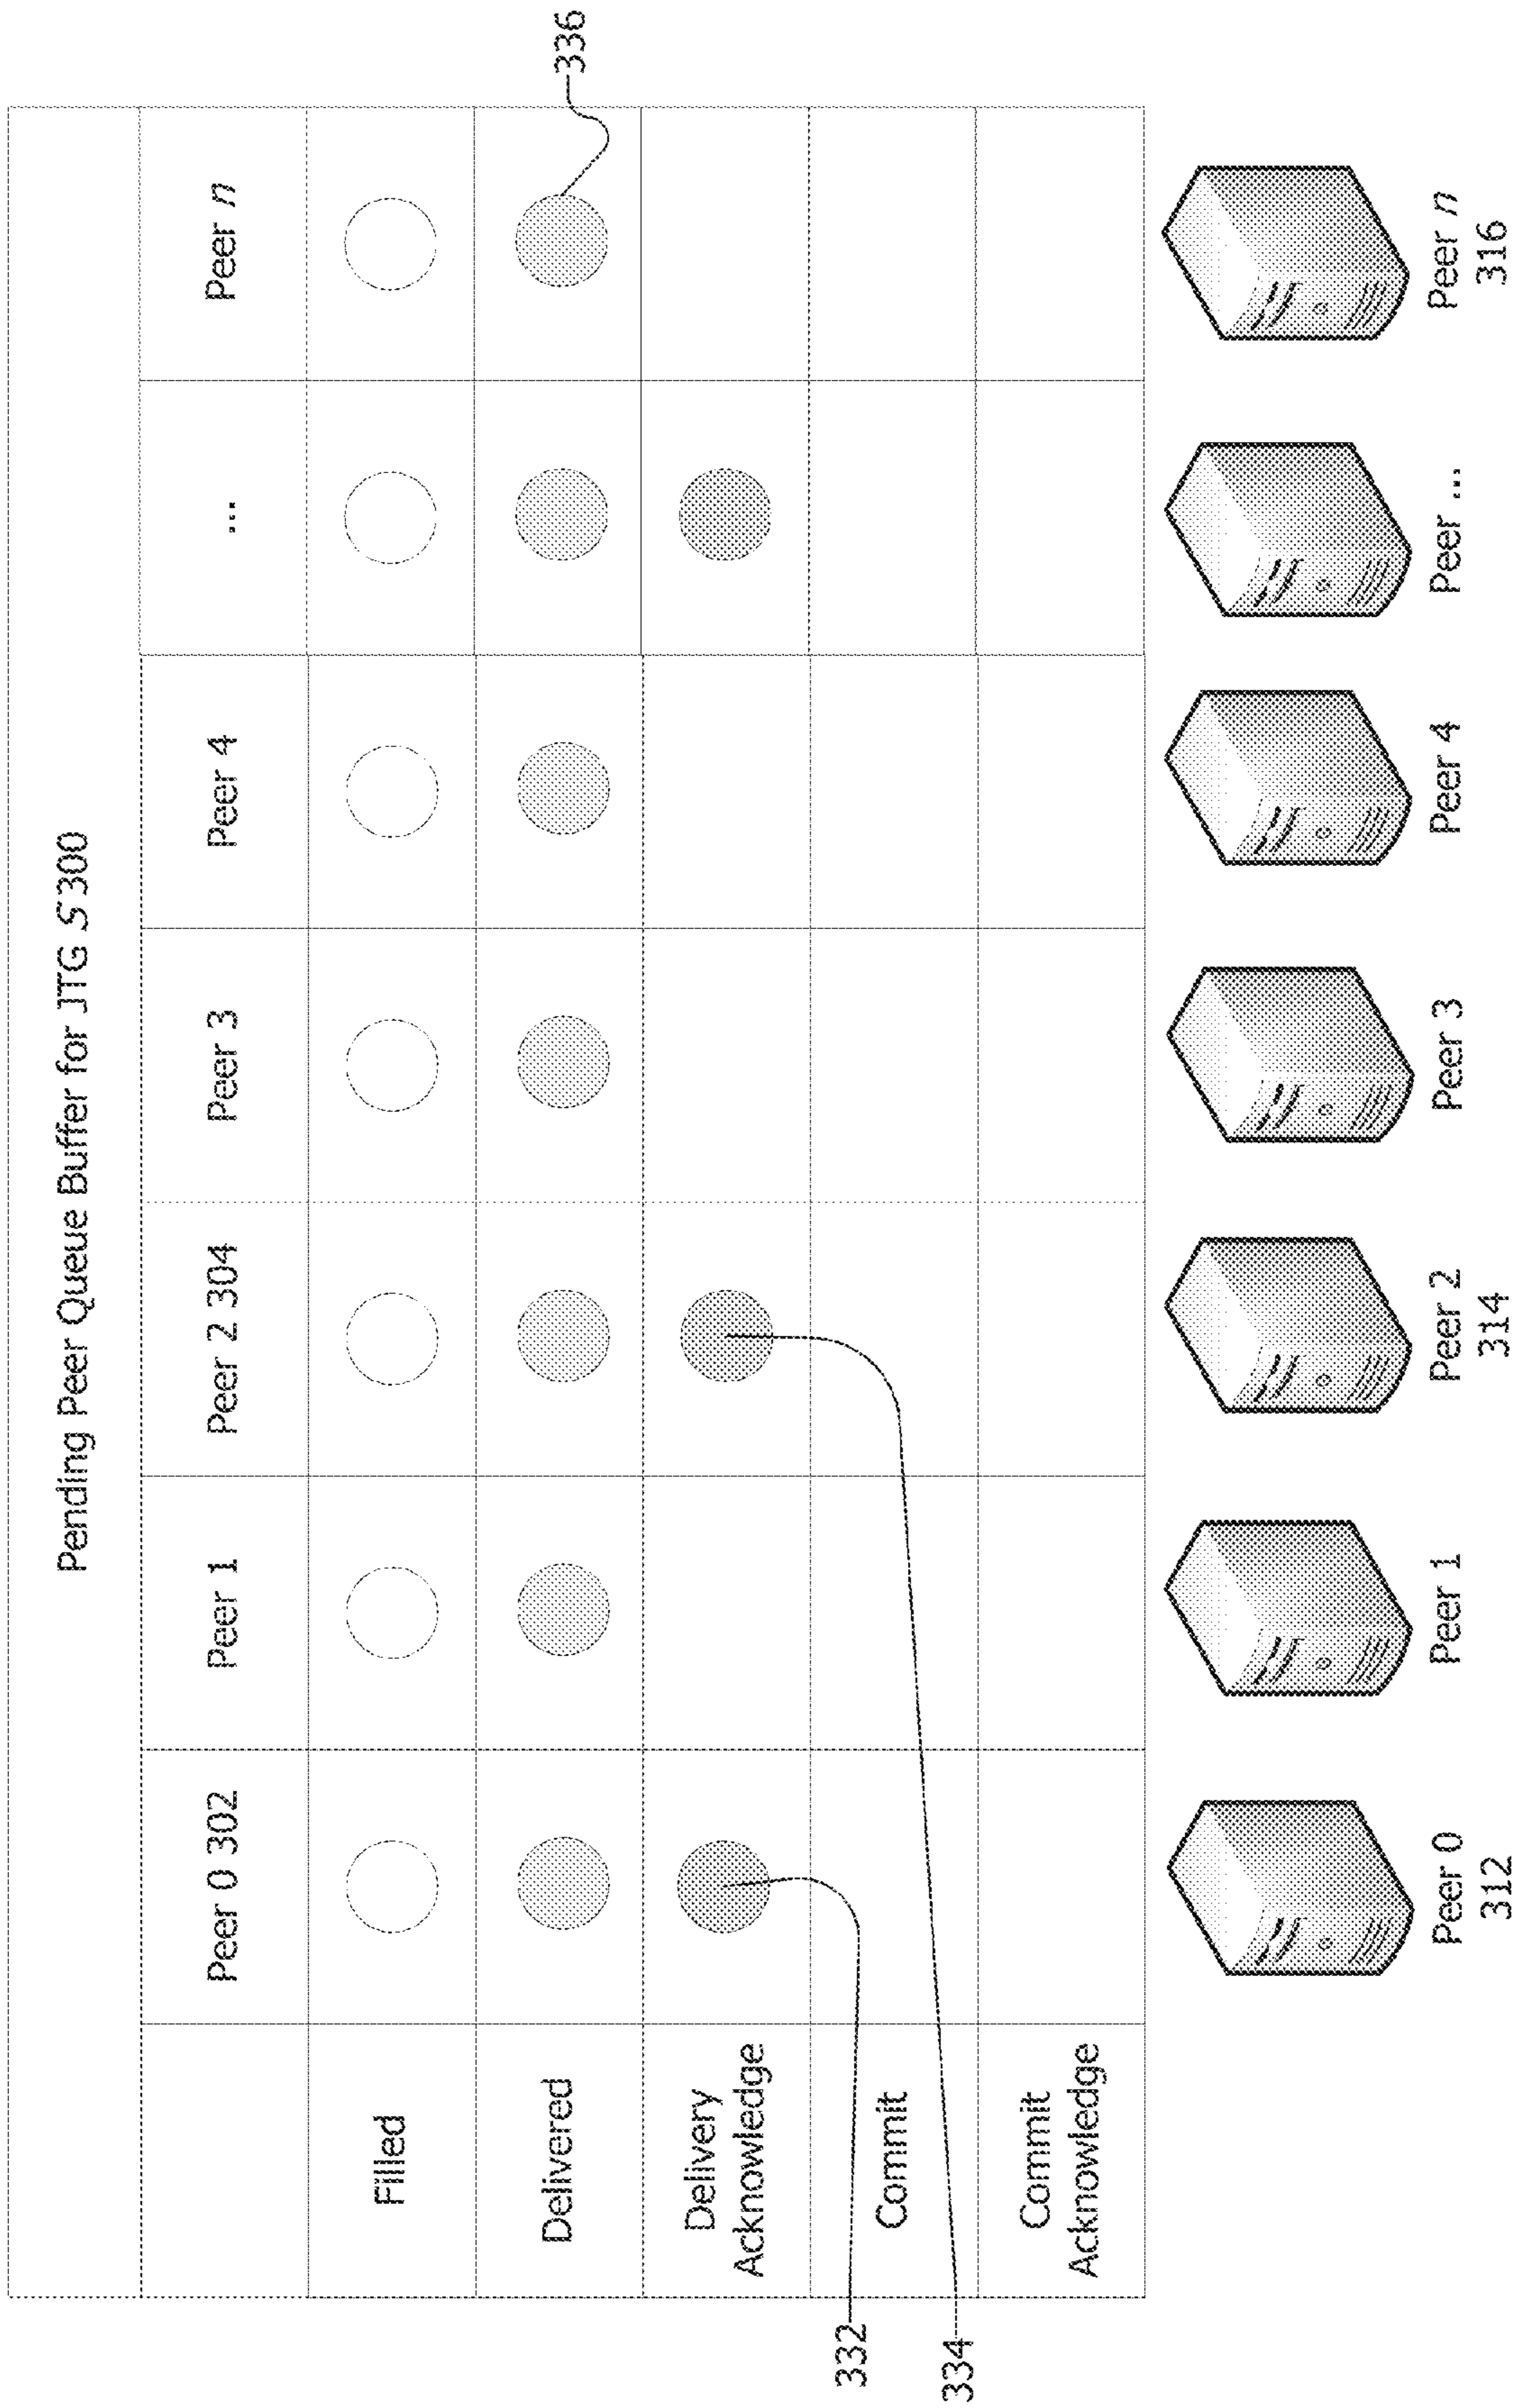 Pending Peer Queue Buffer for JTG S 300
Peer 0 302
Peer 1
Peer 2 304
Peer 3
Peer 4
...
Peer n
Filled
Delivered
336
Delivery
Acknowledge
Commit
Commit
Acknowledge
332
334
Peer 0
312
Peer 1
Peer 2
314
Peer 3
Peer 4
Peer ...
Peer n
316